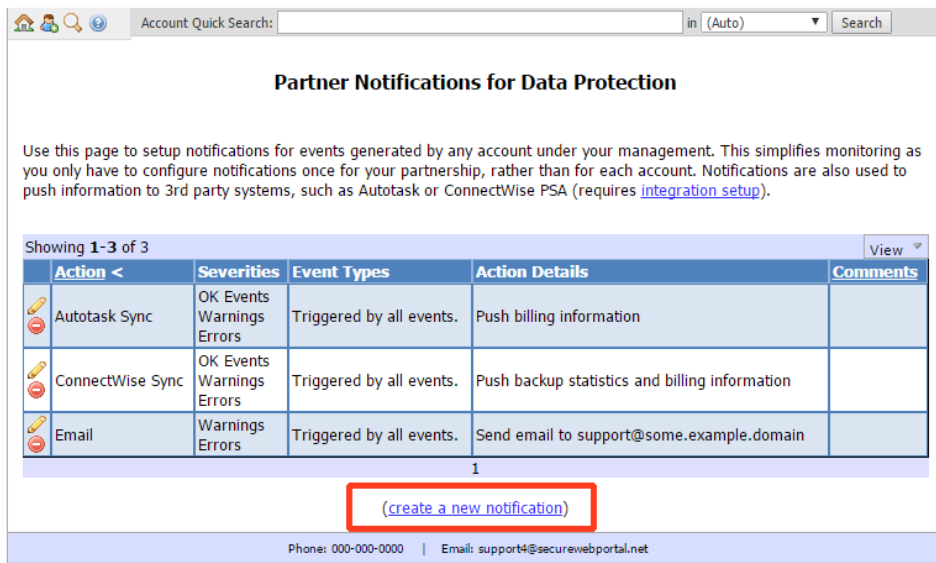 Account Quick Search: in (Auto) Search
Partner Notifications for Data Protection
Use this page to setup notifications for events generated by any account under your management. This simplifies monitoring as
you only have to configure notifications once for your partnership, rather than for each account. Notifications are also used to
push information to 3rd party systems, such as Autotask or ConnectWise PSA (requires integration setup).
Showing 1-3 of 3 View
Action < Severities Event Types Action Details Comments
Autotask Sync OK Events Warnings Errors Triggered by all events. Push billing information
ConnectWise Sync OK Events Warnings Errors Triggered by all events. Push backup statistics and billing information
Email Warnings Errors Triggered by all events. Send email to support@some.example.domain
1
(create a new notification)
Phone: 000-000-0000 | Email: support4@securewebportal.net